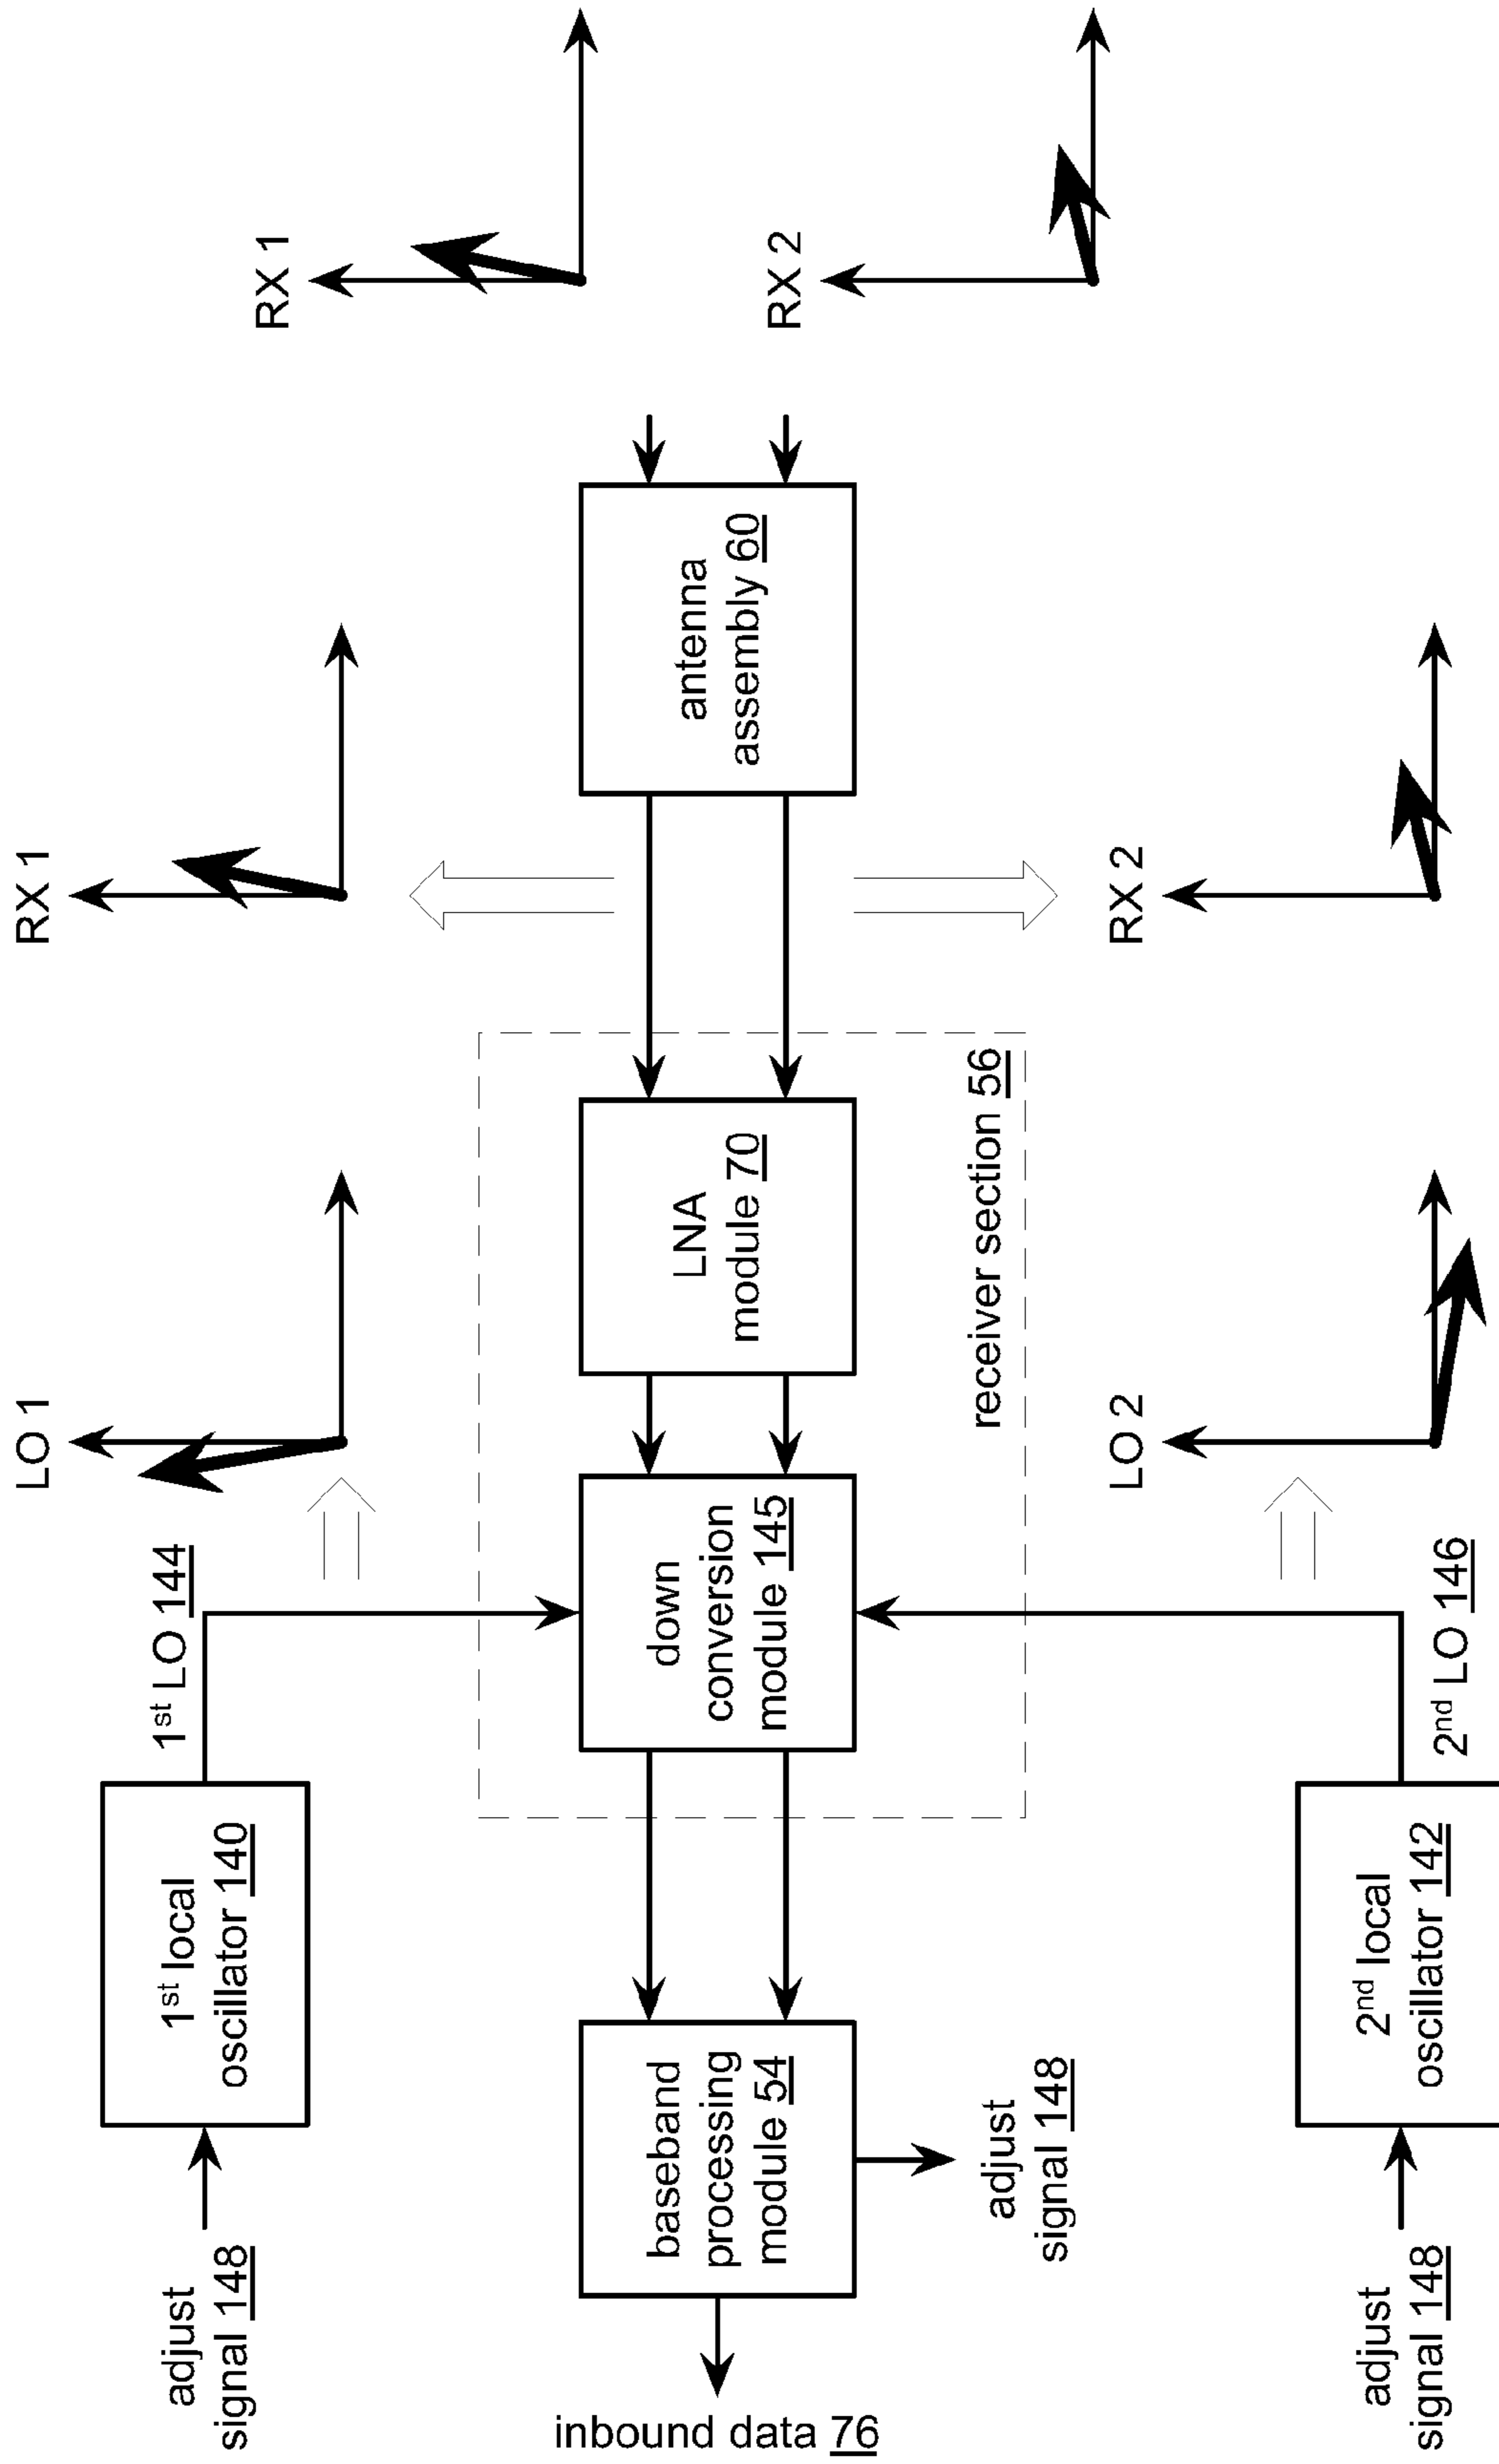 adjust
signal 148
1st local
oscillator 140
1st LO 144
LO 1
RX 1
RX 1
RX 2
inbound data 76
baseband
processing
module 54
adjust
signal 148
down
conversion
module 145
LNA
module 70
receiver section 56
antenna
assembly 60
adjust
signal 148
2nd local
oscillator 142
2nd LO 146
LO 2
RX 2